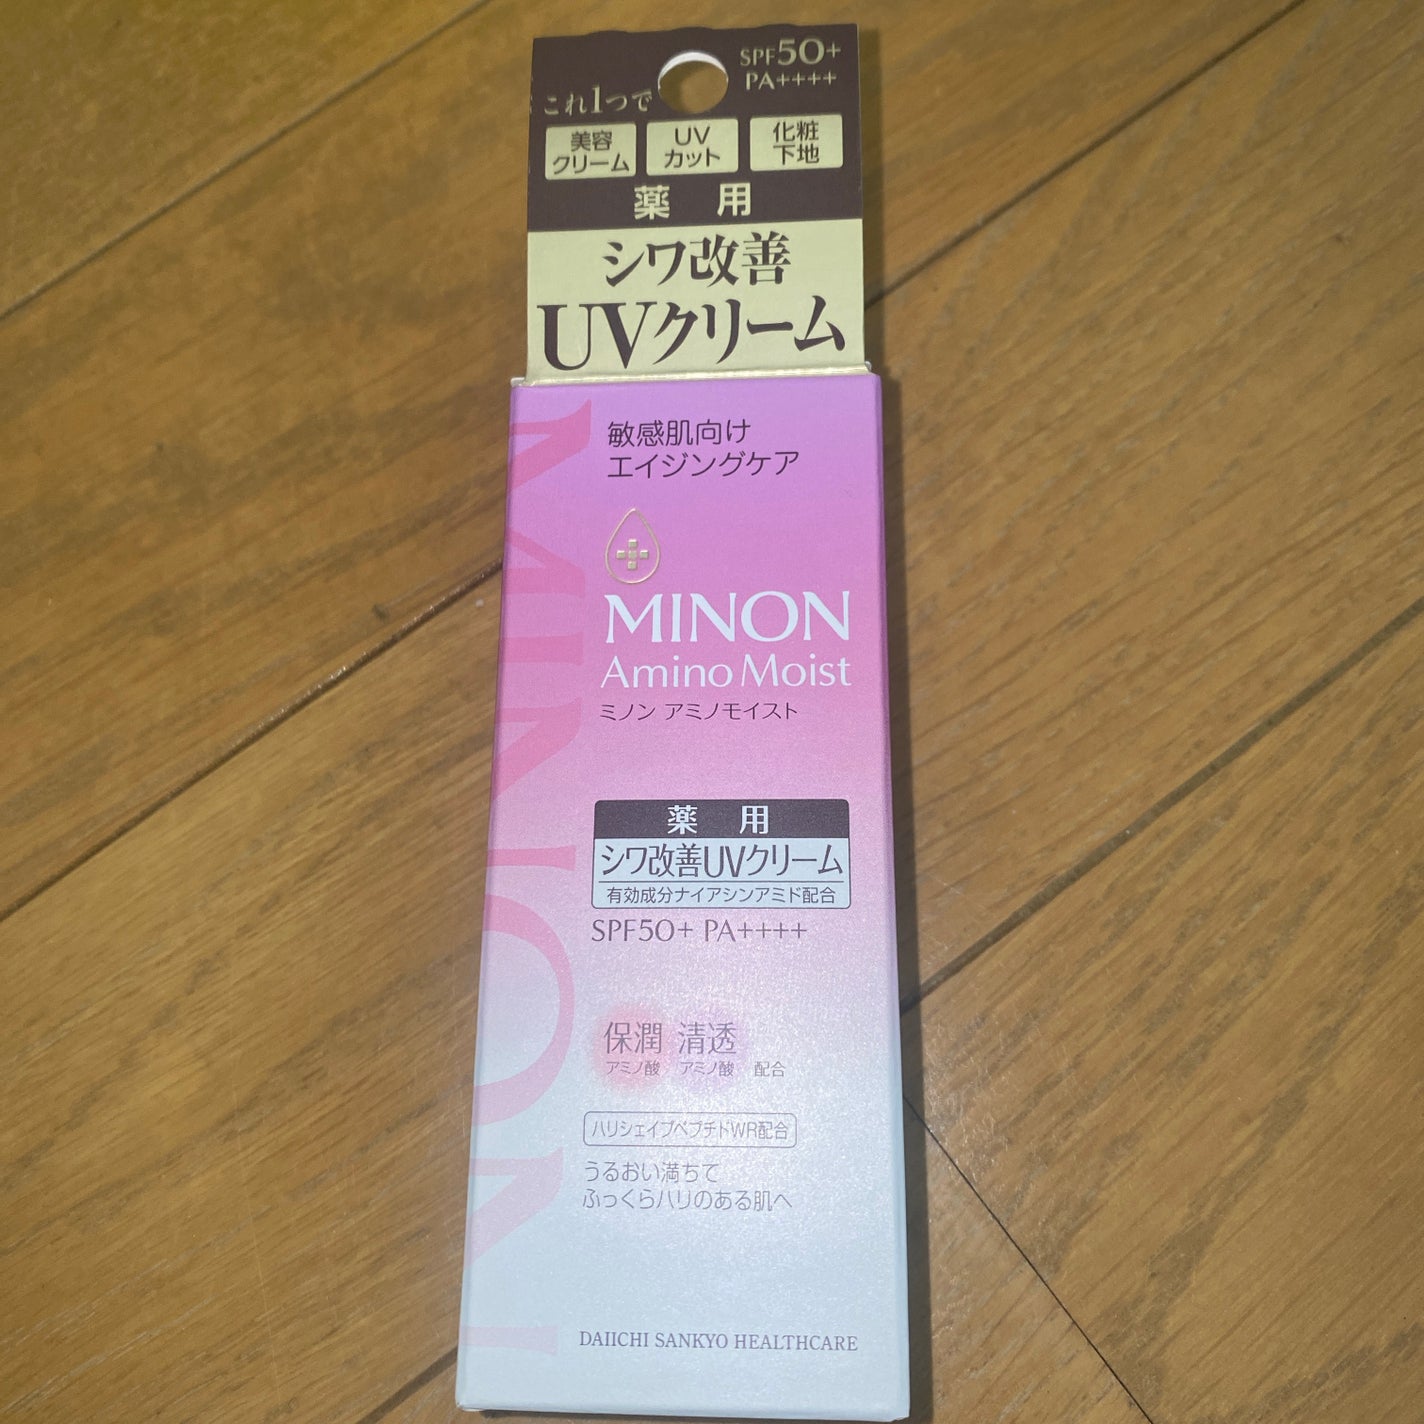 SPF50+
PA++++
これ1つで
美容
クリーム
UV
カット
化粧
下地
薬 用
シワ改善
UVクリーム
敏感肌向け
エイジングケア
MINON
Amino Moist
ミノン アミノモイスト
薬 用
シワ改善UVクリーム
有効成分ナイアシンアミド配合
SPF50+ PA++++
保潤 清透
アミノ酸 アミノ酸 配合
ハリシェイプペプチドWR配合
うるおい満ちて
ふっくらハリのある肌へ
DAIICHI SANKYO HEALTHCARE
MINON